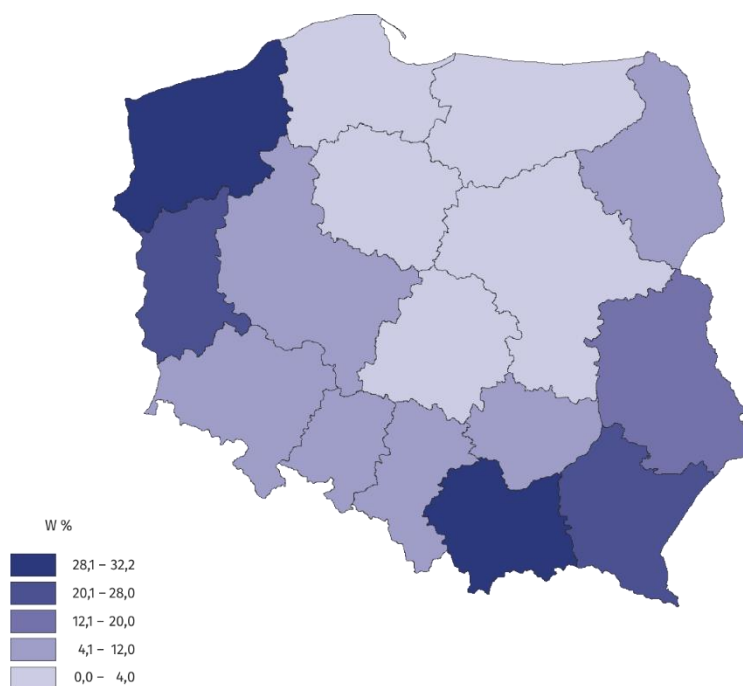 W %
28,1 – 32,2
20,1 – 28,0
12,1 – 20,0
4,1 – 12,0
0,0 – 4,0